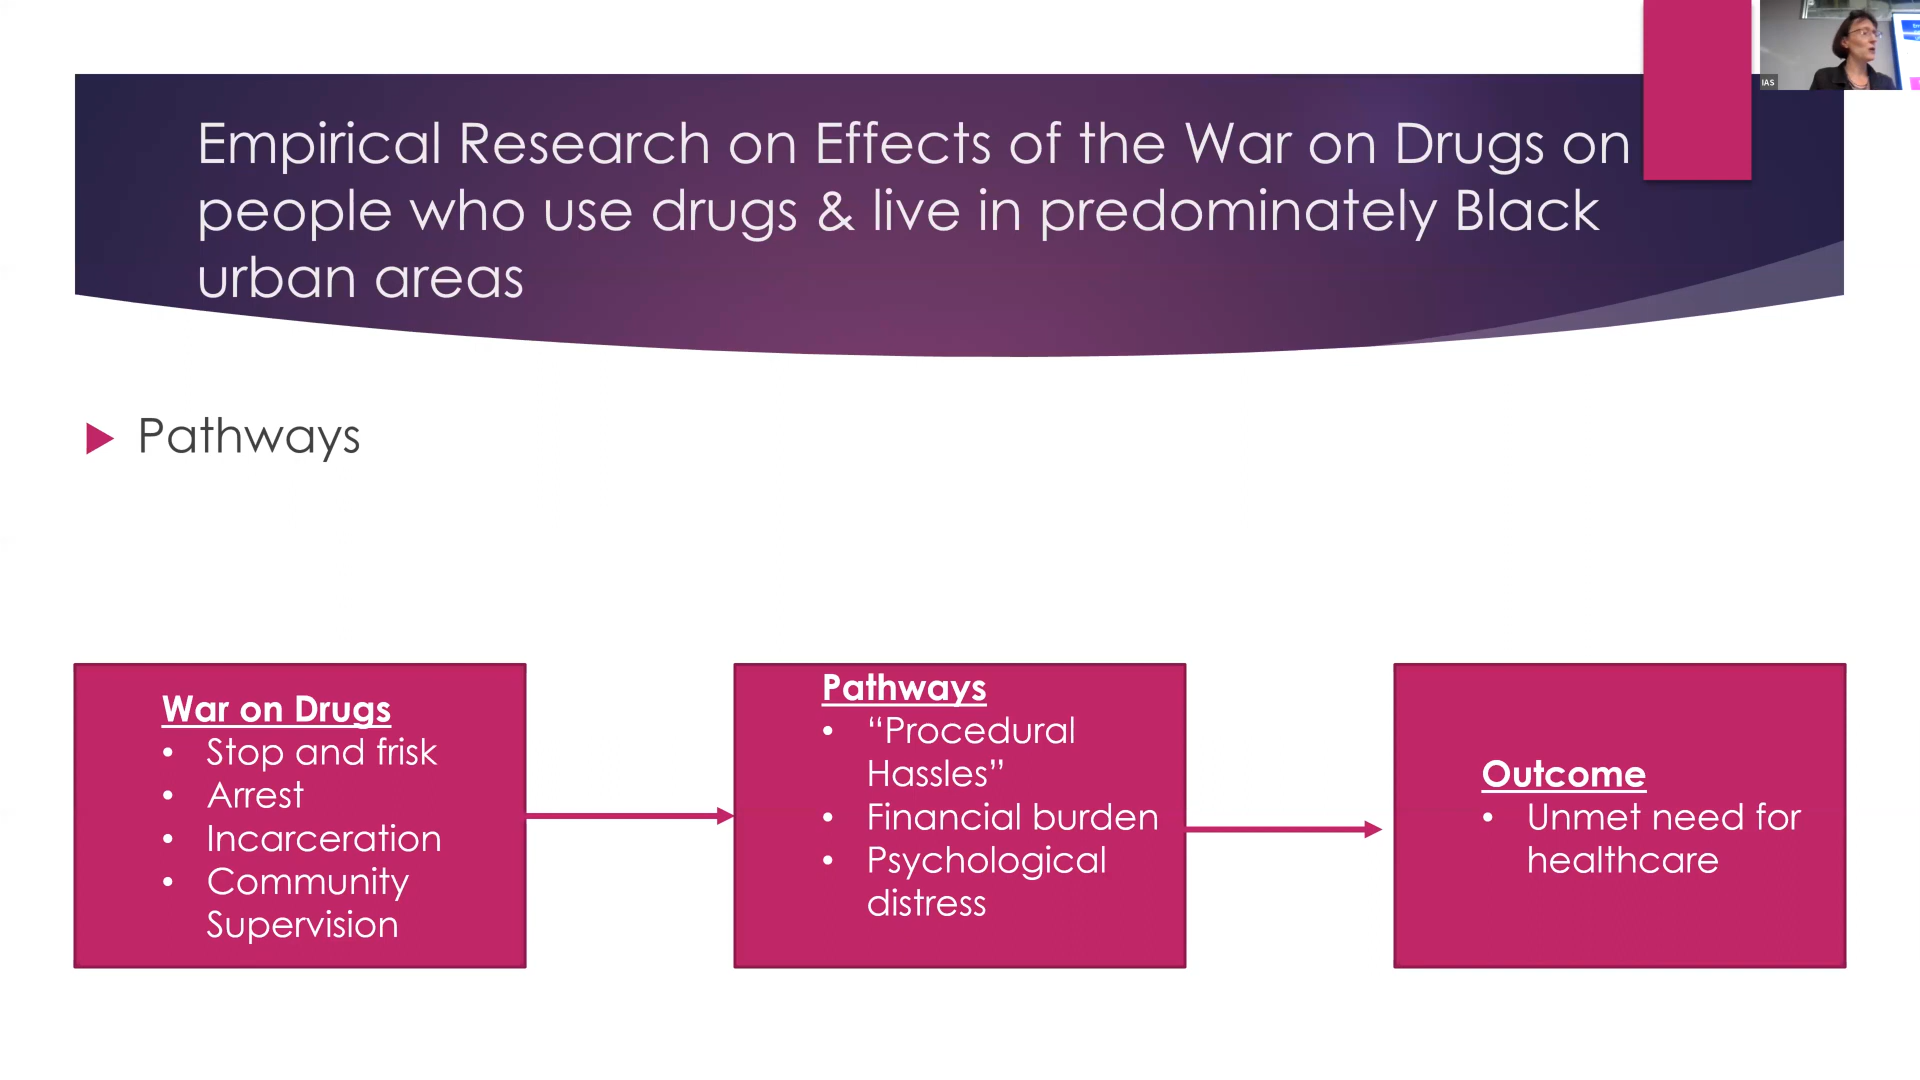 Empirical Research on Effects of the War on Drugs on
people who use drugs & live in predominately Black
urban areas
Pathways
War on Drugs
• Stop and frisk
• Arrest
• Incarceration
• Community
Supervision
Pathways
• “Procedural
Hassles”
• Financial burden
• Psychological
distress
Outcome
• Unmet need for
healthcare
IAS